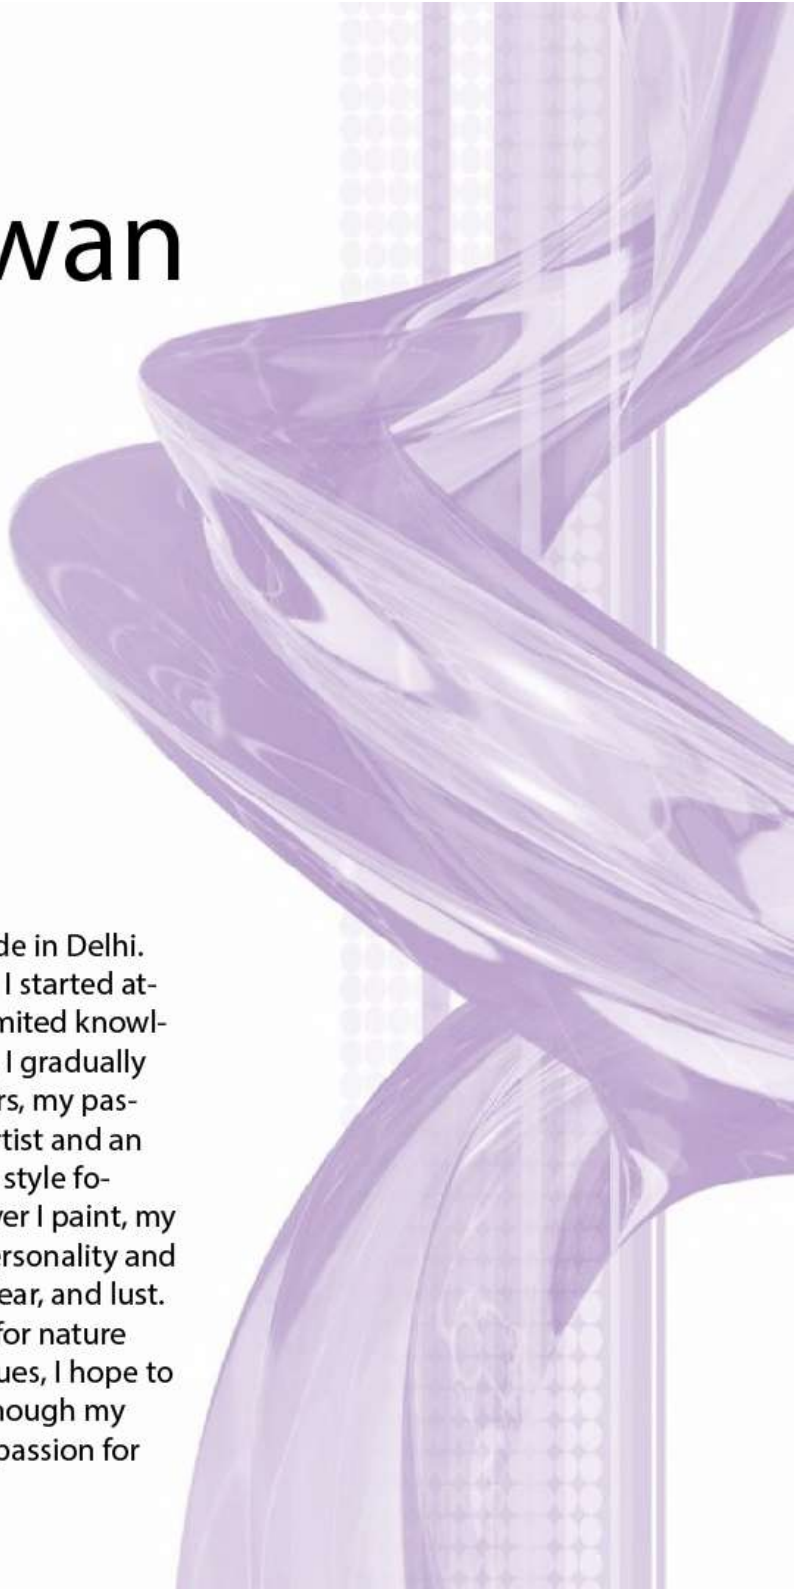 wan
de in Delhi.
I started at-
mited knowl-
I gradually
rs, my pas-
tist and an
style fo-
ver I paint, my
ersonality and
ear, and lust.
for nature
ues, I hope to
hough my
passion for